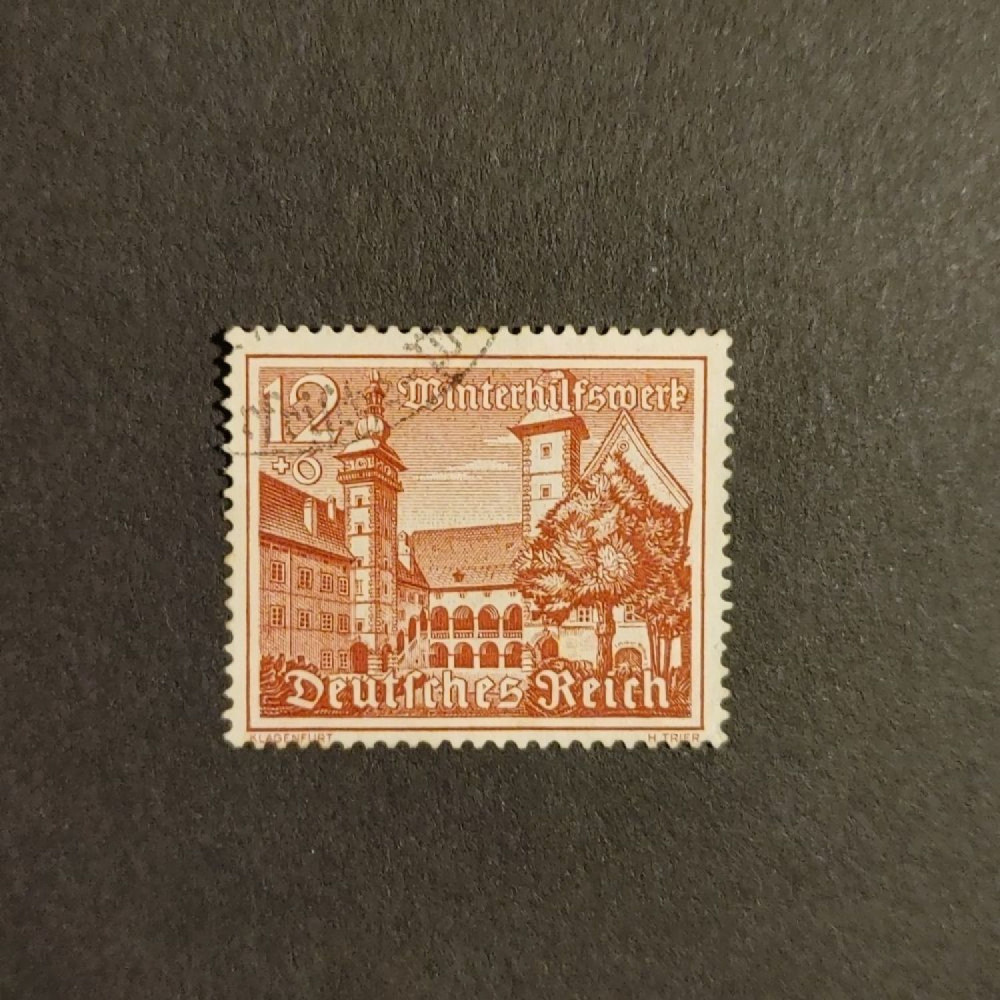 12 Winterhilfswerk
+6
Deutsches Reich
KLAGENFURT H. TRIER